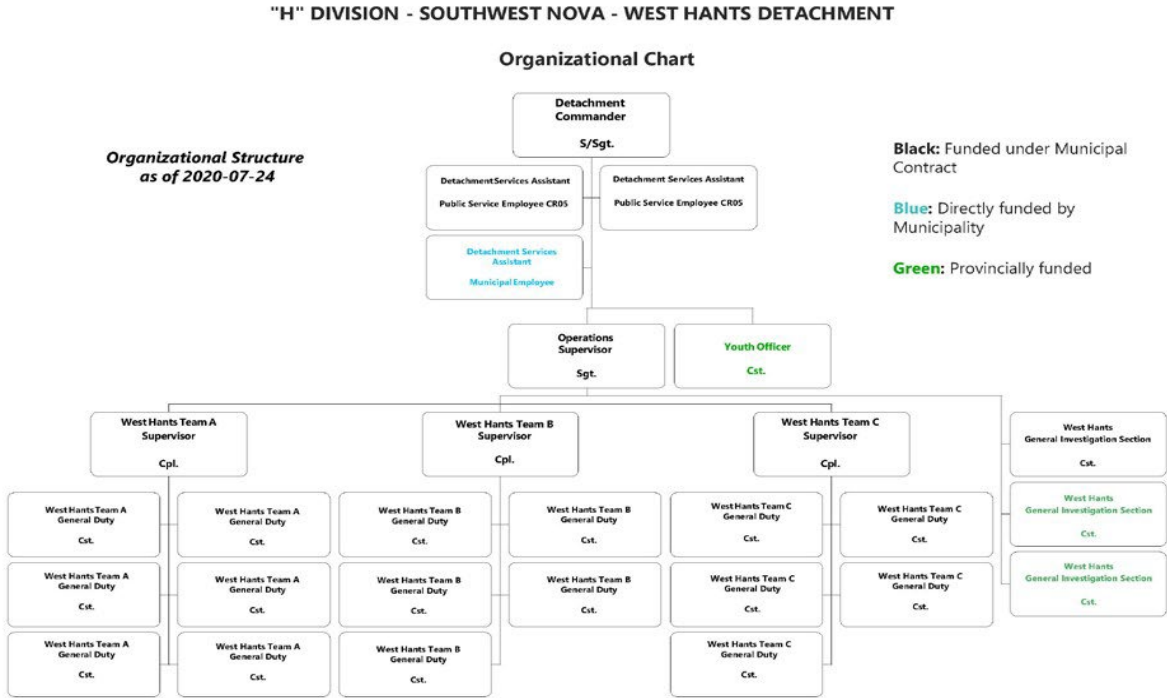 "H" DIVISION - SOUTHWEST NOVA - WEST HANTS DETACHMENT
Organizational Chart
Organizational Structure
as of 2020-07-24
Detachment
Commander
S/Sgt.
Black: Funded under Municipal
Contract
Blue: Directly funded by
Municipality
Green: Provincially funded
Detachment Services Assistant
Public Service Employee CR05
Detachment Services Assistant
Public Service Employee CR05
Detachment Services
Assistant
Municipal Employee
Operations
Supervisor
Sgt.
Youth Officer
Cst.
West Hants Team A
Supervisor
Cpl.
West Hants Team B
Supervisor
Cpl.
West Hants Team C
Supervisor
Cpl.
West Hants
General Investigation Section
Cst.
West Hants Team A
General Duty
Cst.
West Hants Team A
General Duty
Cst.
West Hants Team B
General Duty
Cst.
West Hants Team B
General Duty
Cst.
West Hants Team C
General Duty
Cst.
West Hants Team C
General Duty
Cst.
West Hants
General Investigation Section
Cst.
West Hants Team A
General Duty
Cst.
West Hants Team A
General Duty
Cst.
West Hants Team B
General Duty
Cst.
West Hants Team B
General Duty
Cst.
West Hants Team C
General Duty
Cst.
West Hants Team C
General Duty
Cst.
West Hants
General Investigation Section
Cst.
West Hants Team A
General Duty
Cst.
West Hants Team A
General Duty
Cst.
West Hants Team B
General Duty
Cst.
West Hants Team C
General Duty
Cst.